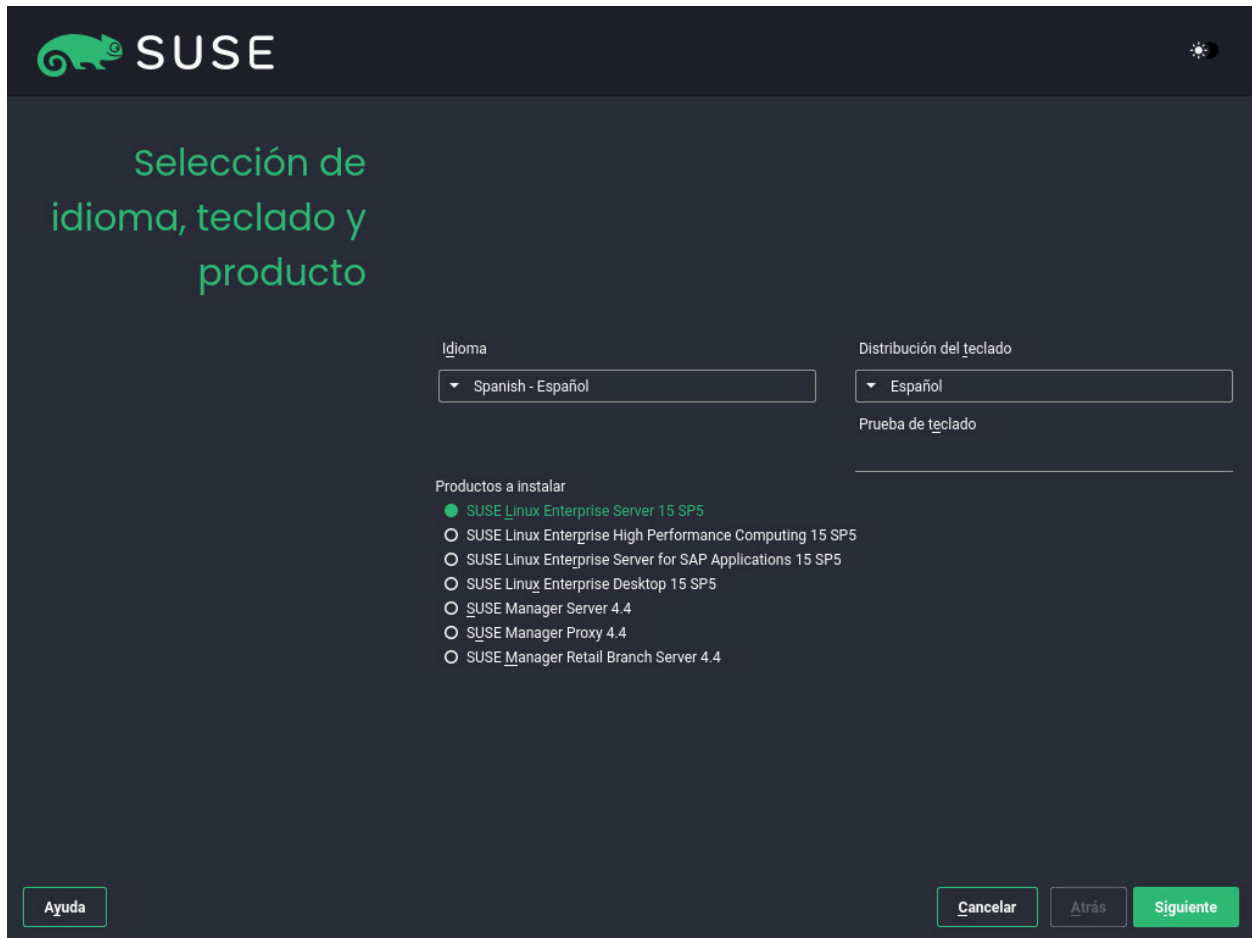 SUSE
Selección de
idioma, teclado y
producto
Idioma
Distribución del teclado
Spanish - Español
Español
Prueba de teclado
Productos a instalar
SUSE Linux Enterprise Server 15 SP5
SUSE Linux Enterprise High Performance Computing 15 SP5
SUSE Linux Enterprise Server for SAP Applications 15 SP5
SUSE Linux Enterprise Desktop 15 SP5
SUSE Manager Server 4.4
SUSE Manager Proxy 4.4
SUSE Manager Retail Branch Server 4.4
Ayuda
Cancelar
Atrás
Siguiente